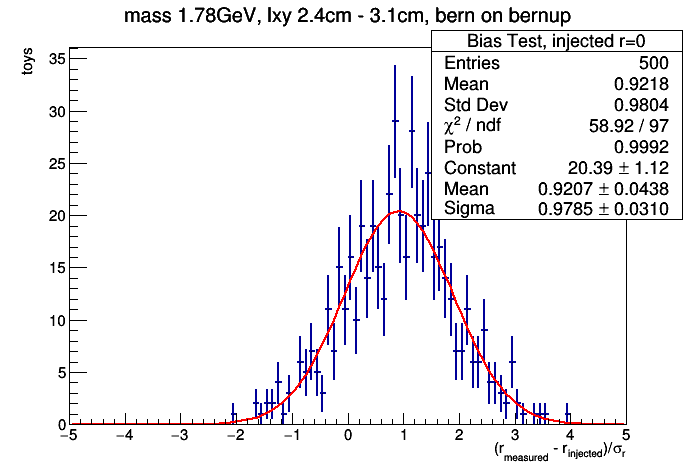 mass 1.78GeV, lxy 2.4cm - 3.1cm, bern on bernup
toys
Bias Test, injected r=0
Entries 500
Mean 0.9218
Std Dev 0.9804
χ² / ndf 58.92 / 97
Prob 0.9992
Constant 20.39 ± 1.12
Mean 0.9207 ± 0.0438
Sigma 0.9785 ± 0.0310
35
30
25
20
15
10
5
0
−5 −4 −3 −2 −1 0 1 2 3 4 5
(r_measured - r_injected)/σ_r